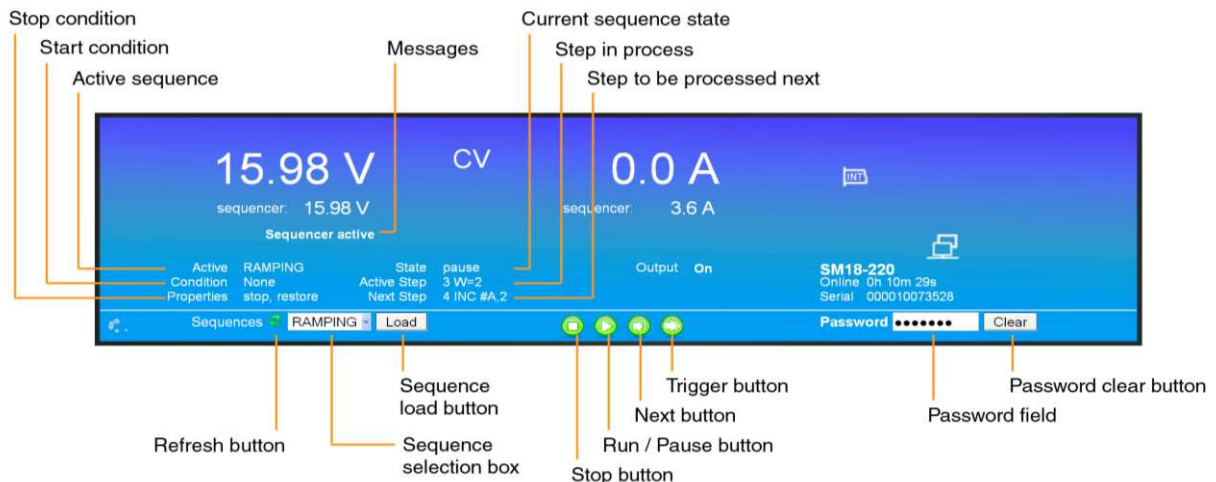 Stop condition
Start condition
Active sequence
Messages
Current sequence state
Step in process
Step to be processed next
15.98 V
CV
0.0 A
INT
sequencer: 15.98 V
sequencer: 3.6 A
Sequencer active
Active RAMPING
State pause
Output On
SM18-220
Condition None
Active Step 3 W=2
Online 0h 10m 29s
Properties stop, restore
Next Step 4 INC #A,2
Serial 000010073528
Sequences RAMPING Load
Password ●●●●●●● Clear
Sequence
load button
Trigger button
Password clear button
Next button
Password field
Refresh button
Sequence
selection box
Run / Pause button
Stop button